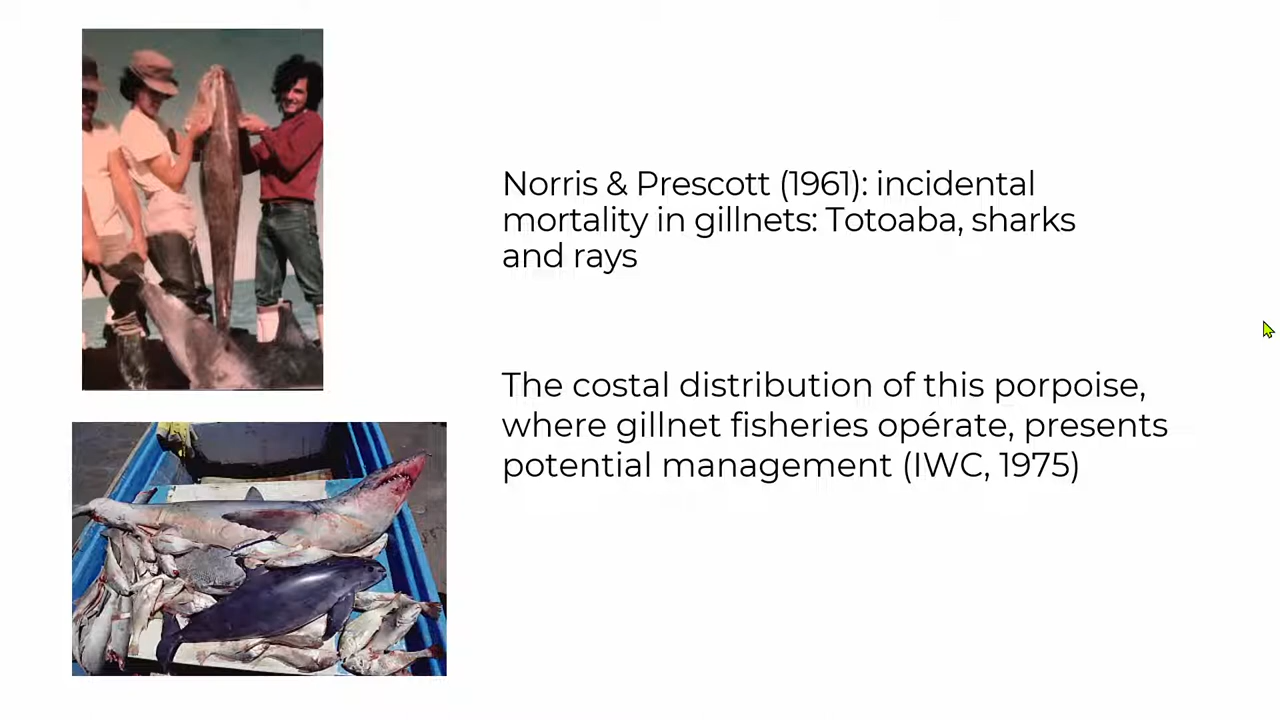 Norris & Prescott (1961): incidental
mortality in gillnets: Totoaba, sharks
and rays
The costal distribution of this porpoise,
where gillnet fisheries opérate, presents
potential management (IWC, 1975)